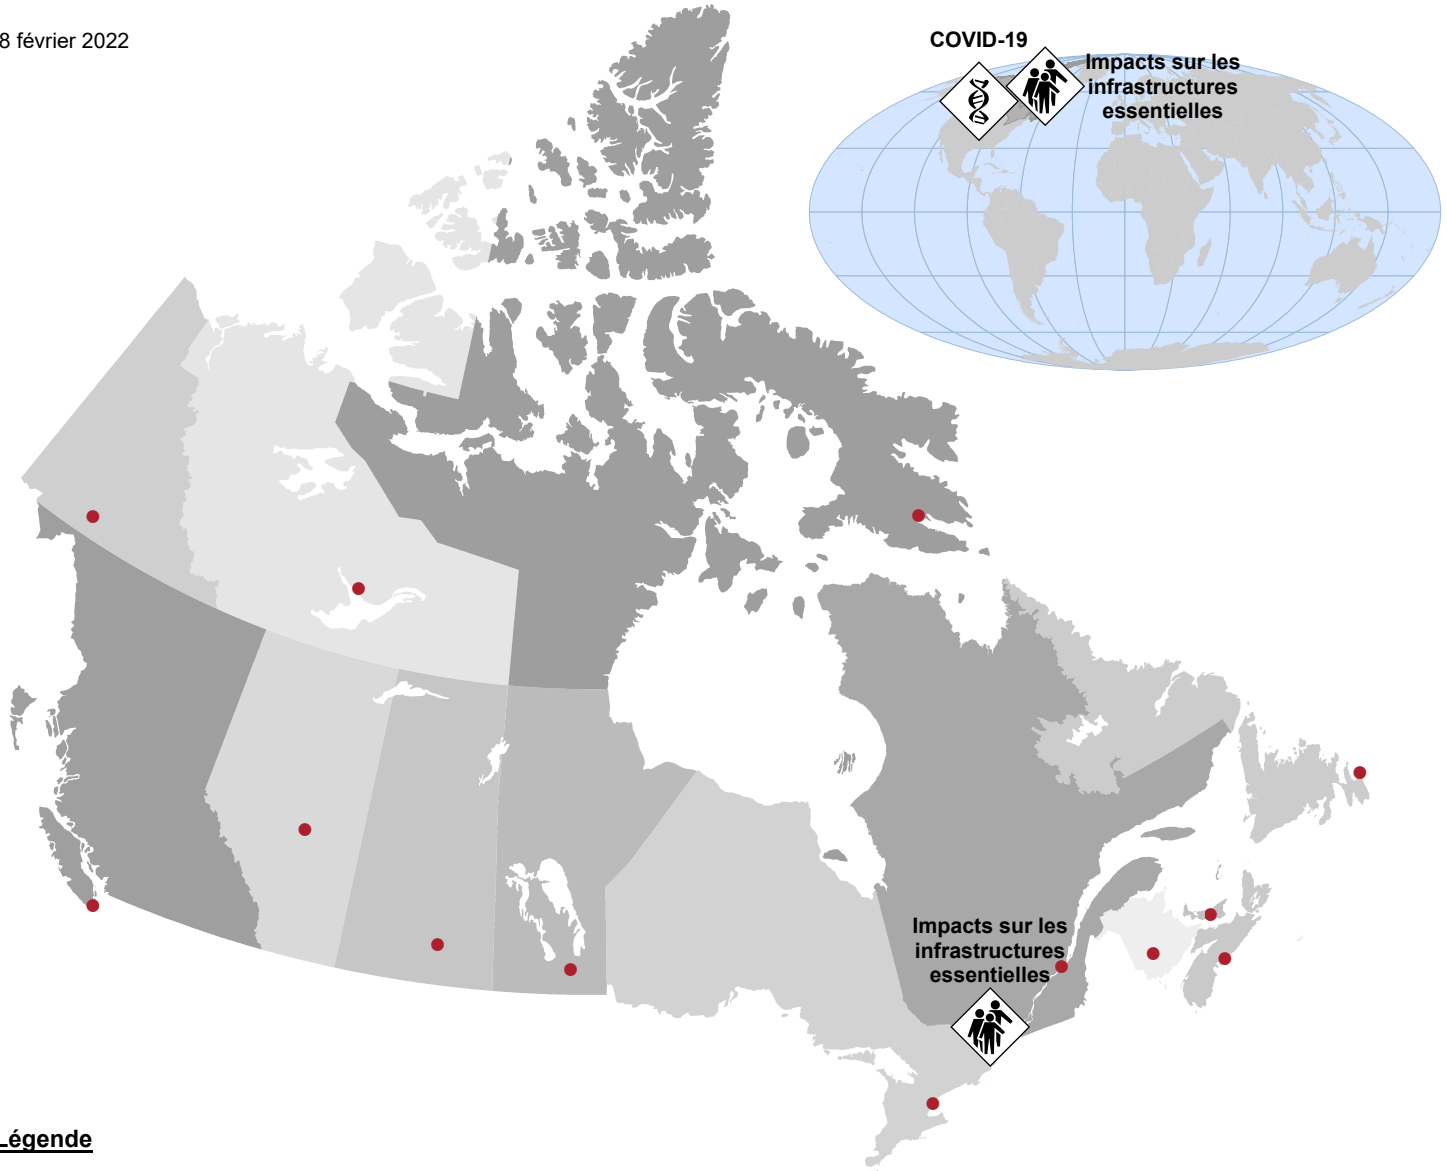 8 février 2022
COVID-19
Impacts sur les
infrastructures
essentielles
Impacts sur les
infrastructures
essentielles
Légende